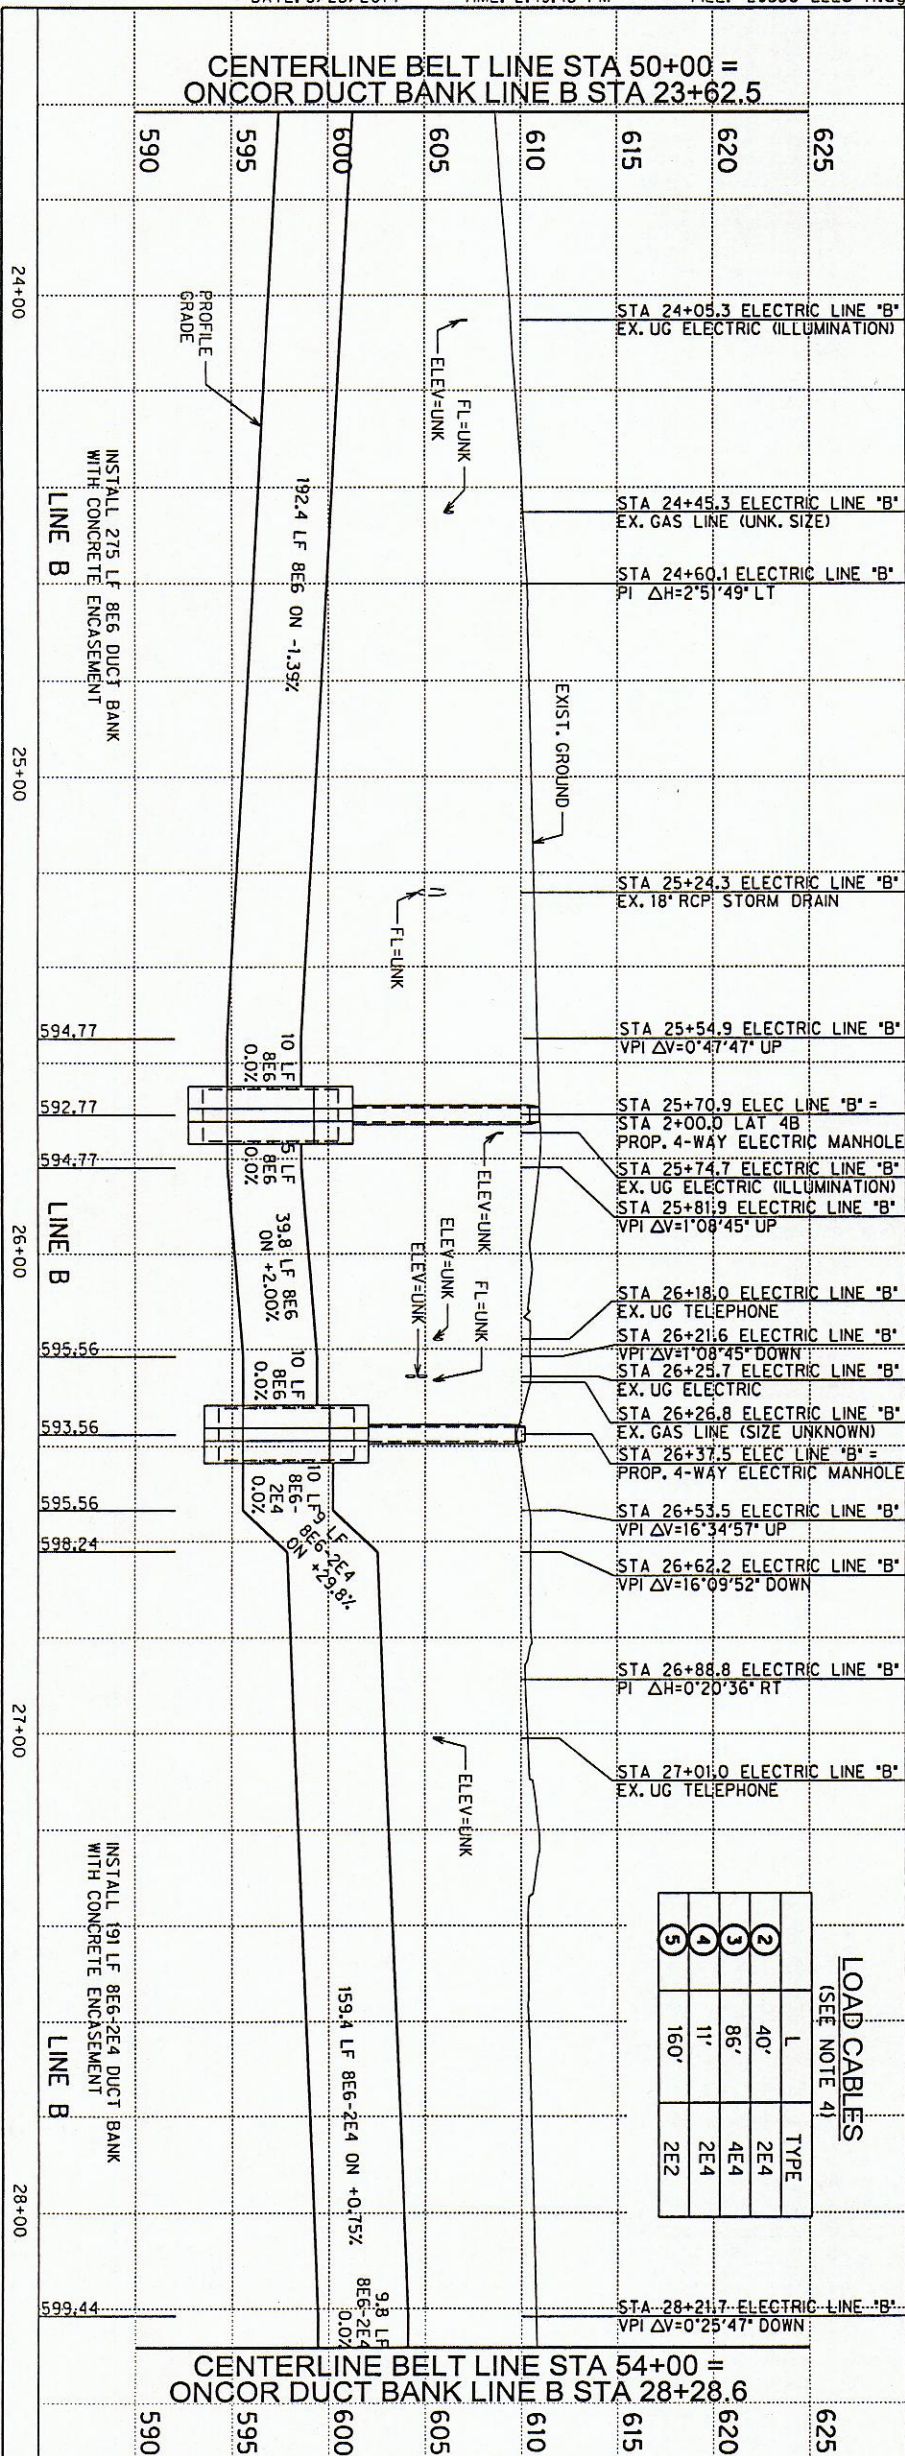 CENTERLINE BELT LINE STA 50+00 =
ONCOR DUCT BANK LINE B STA 23+62.5
625
620
615
610
605
600
595
590
STA 24+05.3 ELECTRIC LINE "B"
EX. UG ELECTRIC (ILLUMINATION)
STA 24+45.3 ELECTRIC LINE "B"
EX. GAS LINE (UNK. SIZE)
STA 24+60.1 ELECTRIC LINE "B"
PI ΔH=2°51'49" LT
STA 25+24.3 ELECTRIC LINE "B"
EX. 18" RCP STORM DRAIN
STA 25+54.9 ELECTRIC LINE "B"
VPI ΔV=0°47'47" UP
STA 25+70.9 ELEC LINE "B" =
STA 2+00.0 LAT 4B
PROP. 4-WAY ELECTRIC MANHOLE
STA 25+74.7 ELECTRIC LINE "B"
EX. UG ELECTRIC (ILLUMINATION)
STA 25+81.9 ELECTRIC LINE "B"
VPI ΔV=1°08'45" UP
STA 26+18.0 ELECTRIC LINE "B"
EX. UG TELEPHONE
STA 26+21.6 ELECTRIC LINE "B"
VPI ΔV=1°08'45" DOWN
STA 26+25.7 ELECTRIC LINE "B"
EX. UG ELECTRIC
STA 26+26.8 ELECTRIC LINE "B"
EX. GAS LINE (SIZE UNKNOWN)
STA 26+37.5 ELEC LINE "B" =
PROP. 4-WAY ELECTRIC MANHOLE
STA 26+53.5 ELECTRIC LINE "B"
VPI ΔV=16°34'57" UP
STA 26+62.2 ELECTRIC LINE "B"
VPI ΔV=16°09'52" DOWN
STA 26+88.8 ELECTRIC LINE "B"
PI ΔH=0°20'36" RT
STA 27+01.0 ELECTRIC LINE "B"
EX. UG TELEPHONE
STA 28+21.7 ELECTRIC LINE "B"
VPI ΔV=0°25'47" DOWN
LOAD CABLES
(SEE NOTE 4)
L TYPE
2 40' 2E4
3 86' 4E4
4 11' 2E4
5 160' 2E2
EXIST. GROUND
ELEV=UNK
FL=UNK
FL=UNK
ELEV=UNK
ELEV=UNK
ELEV=UNK
FL=UNK
ELEV=UNK
PROFILE
GRADE
192.4 LF 8E6 ON -1.39%
10 LF
8E6
0.0%
5 LF
8E6
0.0%
39.8 LF 8E6
ON +2.00%
10 LF
8E6
0.0%
10 LF
8E6-
2E4
0.0%
9 LF
8E6-2E4
ON +29.8%
159.4 LF 8E6-2E4 ON +0.75%
9.8 LF
8E6-2E4
0.0%
INSTALL 275 LF 8E6 DUCT BANK
WITH CONCRETE ENCASEMENT
LINE B
LINE B
INSTALL 191 LF 8E6-2E4 DUCT BANK
WITH CONCRETE ENCASEMENT
LINE B
594.77
592.77
594.77
595.56
593.56
595.56
598.24
599.44
24+00
25+00
26+00
27+00
28+00
CENTERLINE BELT LINE STA 54+00 =
ONCOR DUCT BANK LINE B STA 28+28.6
625
620
615
610
605
600
595
590